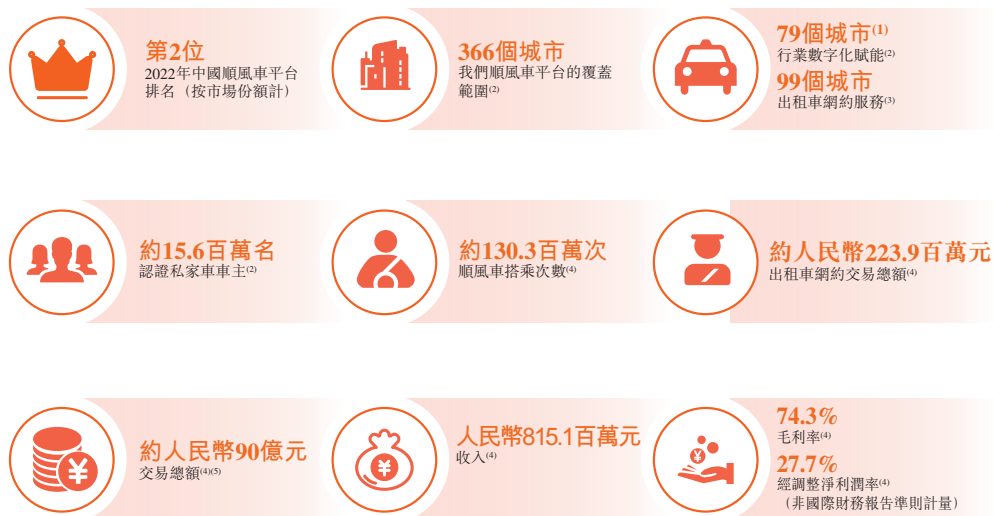 第2位
2022年中國順風車平台
排名（按市場份額計）
366個城市
我們順風車平台的覆蓋
範圍(2)
79個城市(1)
行業數字化賦能(2)
99個城市
出租車網約服務(3)
約15.6百萬名
認證私家車車主(2)
約130.3百萬次
順風車搭乘次數(4)
約人民幣223.9百萬元
出租車網約交易總額(4)
約人民幣90億元
交易總額(4)(5)
人民幣815.1百萬元
收入(4)
74.3%
毛利率(4)
27.7%
經調整淨利潤率(4)
（非國際財務報告準則計量）
¥
¥
¥